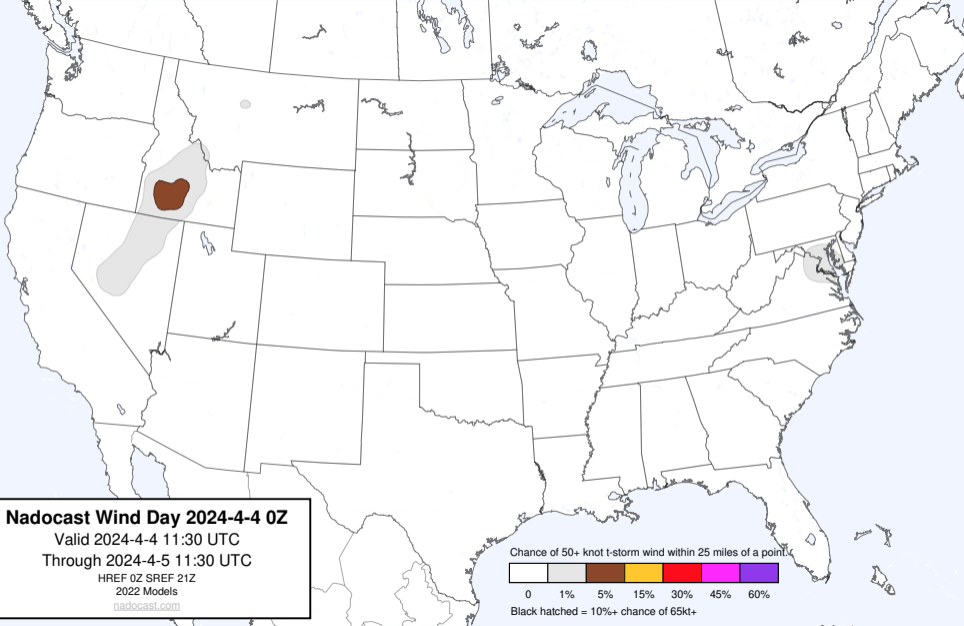 Nadocast Wind Day 2024-4-4 0Z
Valid 2024-4-4 11:30 UTC
Through 2024-4-5 11:30 UTC
HREF 0Z SREF 21Z
2022 Models
nadocast.com
Chance of 50+ knot t-storm wind within 25 miles of a point.
0 1% 5% 15% 30% 45% 60%
Black hatched = 10%+ chance of 65kt+